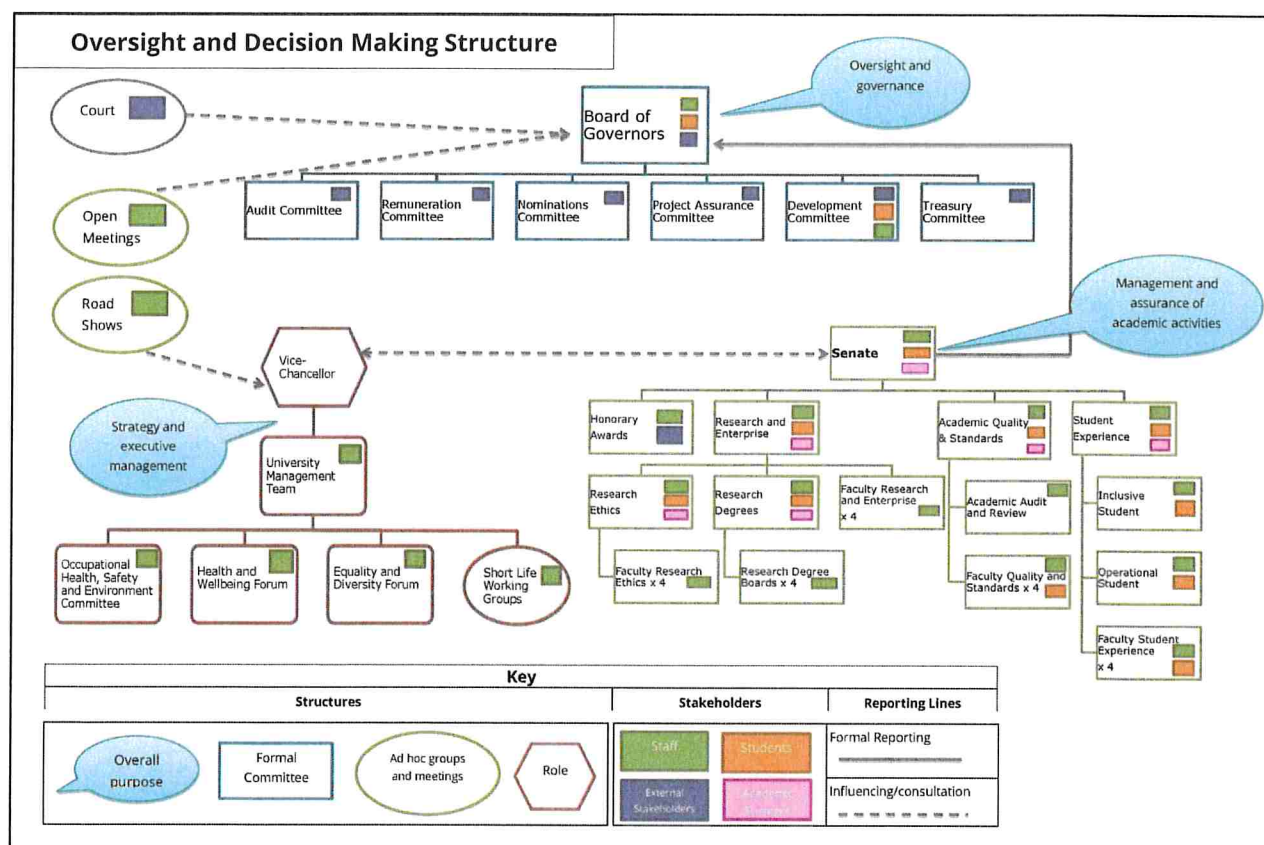 Oversight and Decision Making Structure
Oversight and
governance
Court
Board of
Governors
Open
Meetings
Audit Committee
Remuneration
Committee
Nominations
Committee
Project Assurance
Committee
Development
Committee
Treasury
Committee
Road
Shows
Management and
assurance of
academic activities
Vice-
Chancellor
Senate
Strategy and
executive
management
University
Management
Team
Honorary
Awards
Research and
Enterprise
Academic Quality
& Standards
Student
Experience
Research
Ethics
Research
Degrees
Faculty Research
and Enterprise
x 4
Academic Audit
and Review
Inclusive
Student
Occupational
Health, Safety
and Environment
Committee
Health and
Wellbeing Forum
Equality and
Diversity Forum
Short Life
Working
Groups
Faculty Research
Ethics x 4
Research Degree
Boards x 4
Faculty Quality and
Standards x 4
Operational
Student
Faculty Student
Experience
x 4
Key
Structures
Stakeholders
Reporting Lines
Overall
purpose
Formal
Committee
Ad hoc groups
and meetings
Role
Staff
Students
External
Stakeholders
Academic
Formal Reporting
Influencing/consultation